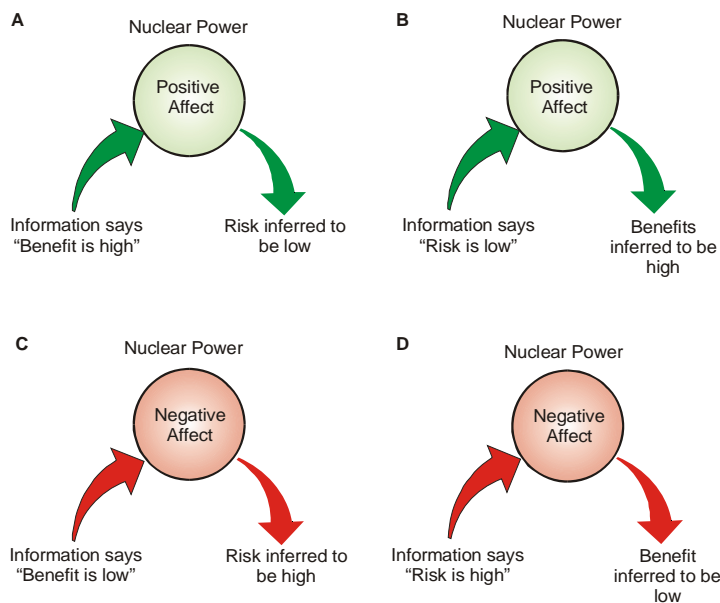 A
Nuclear Power
Positive
Affect
Information says
“Benefit is high”
Risk inferred to
be low
B
Nuclear Power
Positive
Affect
Information says
“Risk is low”
Benefits
inferred to be
high
C
Nuclear Power
Negative
Affect
Information says
“Benefit is low”
Risk inferred to
be high
D
Nuclear Power
Negative
Affect
Information says
“Risk is high”
Benefit
inferred to be
low